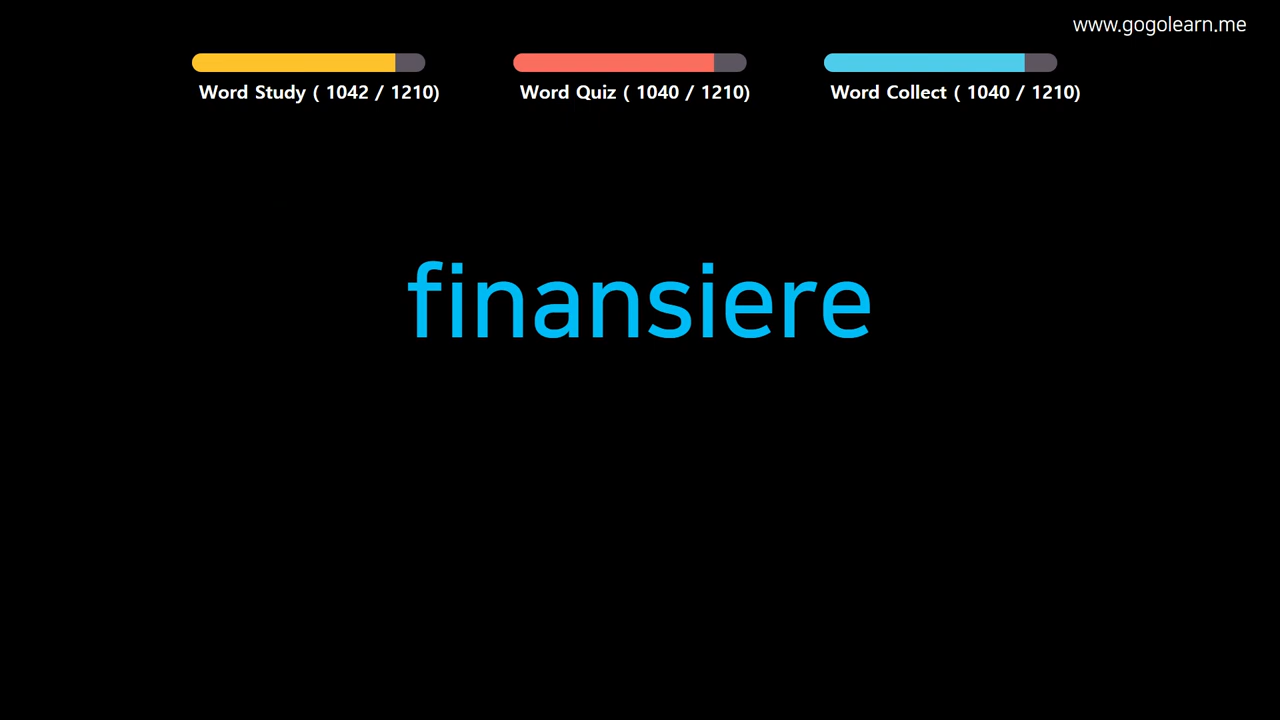 www.gogolearn.me
Word Study ( 1042 / 1210)
Word Quiz ( 1040 / 1210)
Word Collect ( 1040 / 1210)
finansiere